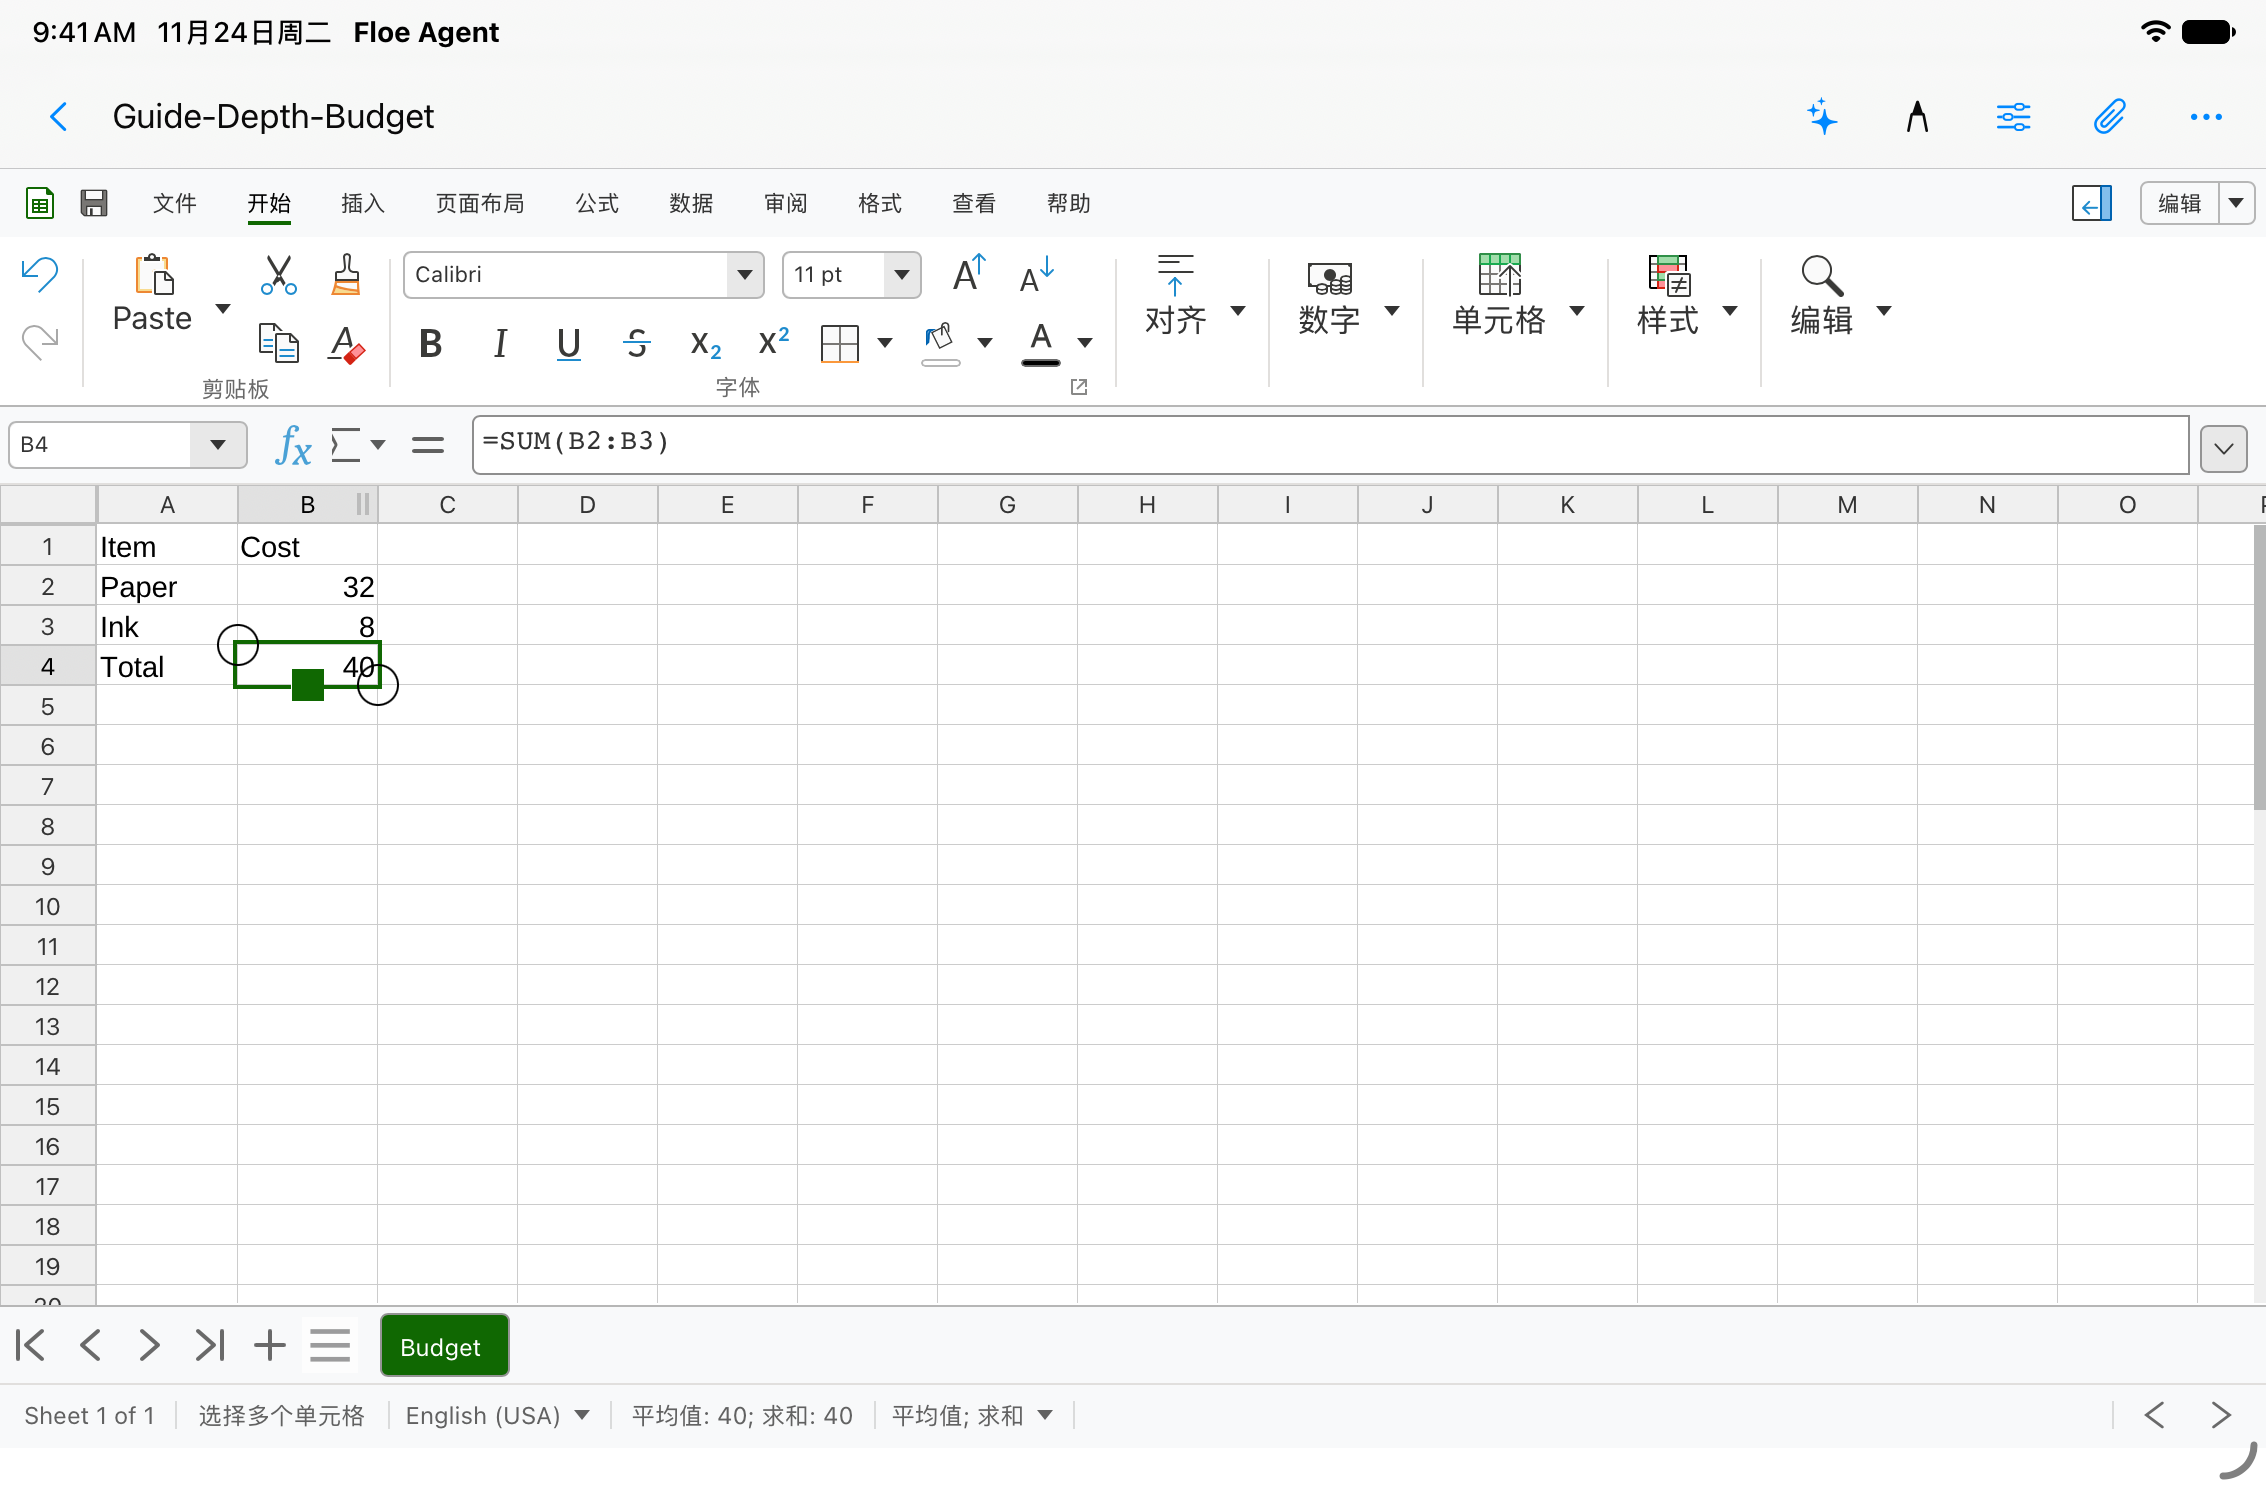 9:41 AM 11月24日周二 Floe Agent
Guide-Depth-Budget
文件 开始 插入 页面布局 公式 数据 审阅 格式 查看 帮助 编辑
Paste Calibri 11 pt 对齐 数字 单元格 样式 编辑
B I U S X₂ X² A
剪贴板 字体
B4 fx =SUM(B2:B3)
A B C D E F G H I J K L M N O
1 Item Cost
2 Paper 32
3 Ink 8
4 Total 40
5
6
7
8
9
10
11
12
13
14
15
16
17
18
19
20
Budget
Sheet 1 of 1 选择多个单元格 English (USA) 平均值: 40; 求和: 40 平均值; 求和